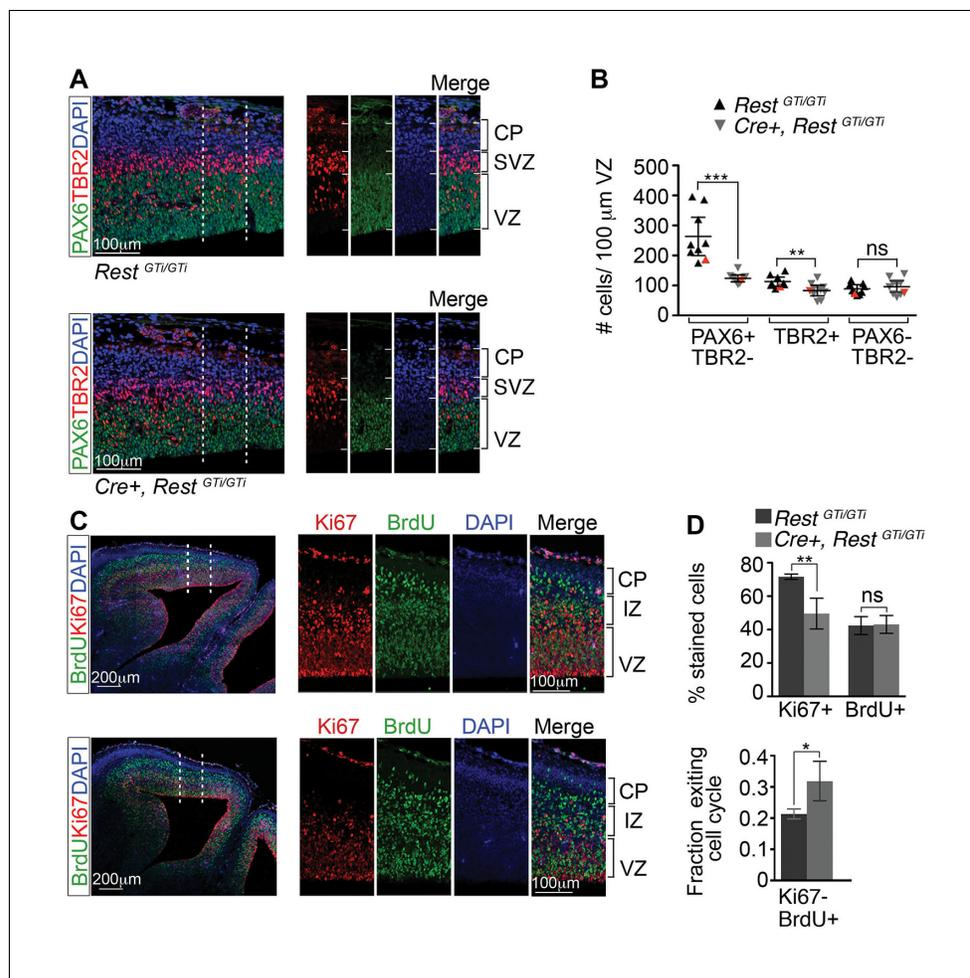 A
PAX6TBR2DAPI
100µm
Rest GTi/GTi
Merge
CP
SVZ
VZ
PAX6TBR2DAPI
100µm
Cre+, Rest GTi/GTi
Merge
CP
SVZ
VZ
B
Rest GTi/GTi
Cre+, Rest GTi/GTi
# cells/ 100 µm VZ
500
400
300
200
100
0
***
**
ns
PAX6+
TBR2-
TBR2+
PAX6-
TBR2-
C
BrdUKi67DAPI
200µm
Ki67 BrdU DAPI Merge
CP
IZ
VZ
100µm
BrdUKi67DAPI
200µm
Ki67 BrdU DAPI Merge
CP
IZ
VZ
100µm
D
Rest GTi/GTi
Cre+, Rest GTi/GTi
% stained cells
80
60
40
20
0
**
ns
Ki67+ BrdU+
Fraction exiting
cell cycle
0.4
0.3
0.2
0.1
0
*
Ki67-
BrdU+